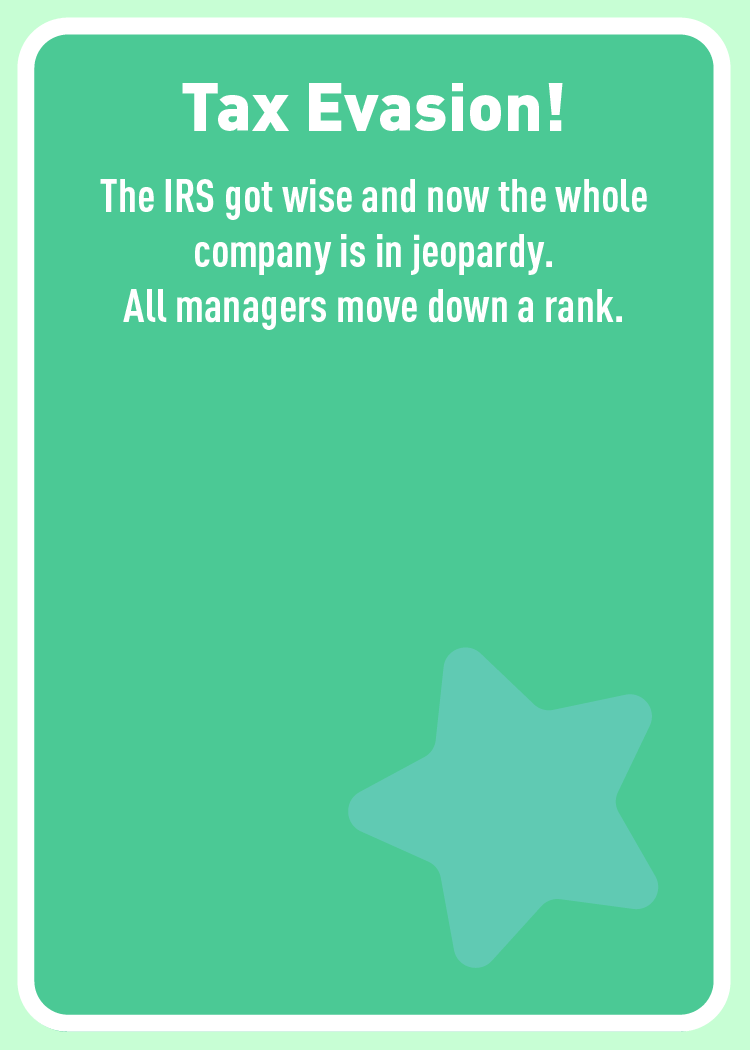 Tax Evasion!
The IRS got wise and now the whole
company is in jeopardy.
All managers move down a rank.